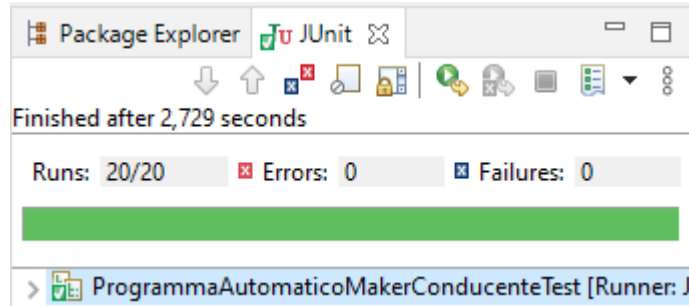 Package Explorer JUnit
Finished after 2,729 seconds
Runs: 20/20 Errors: 0 Failures: 0
ProgrammaAutomaticoMakerConducenteTest [Runner: J